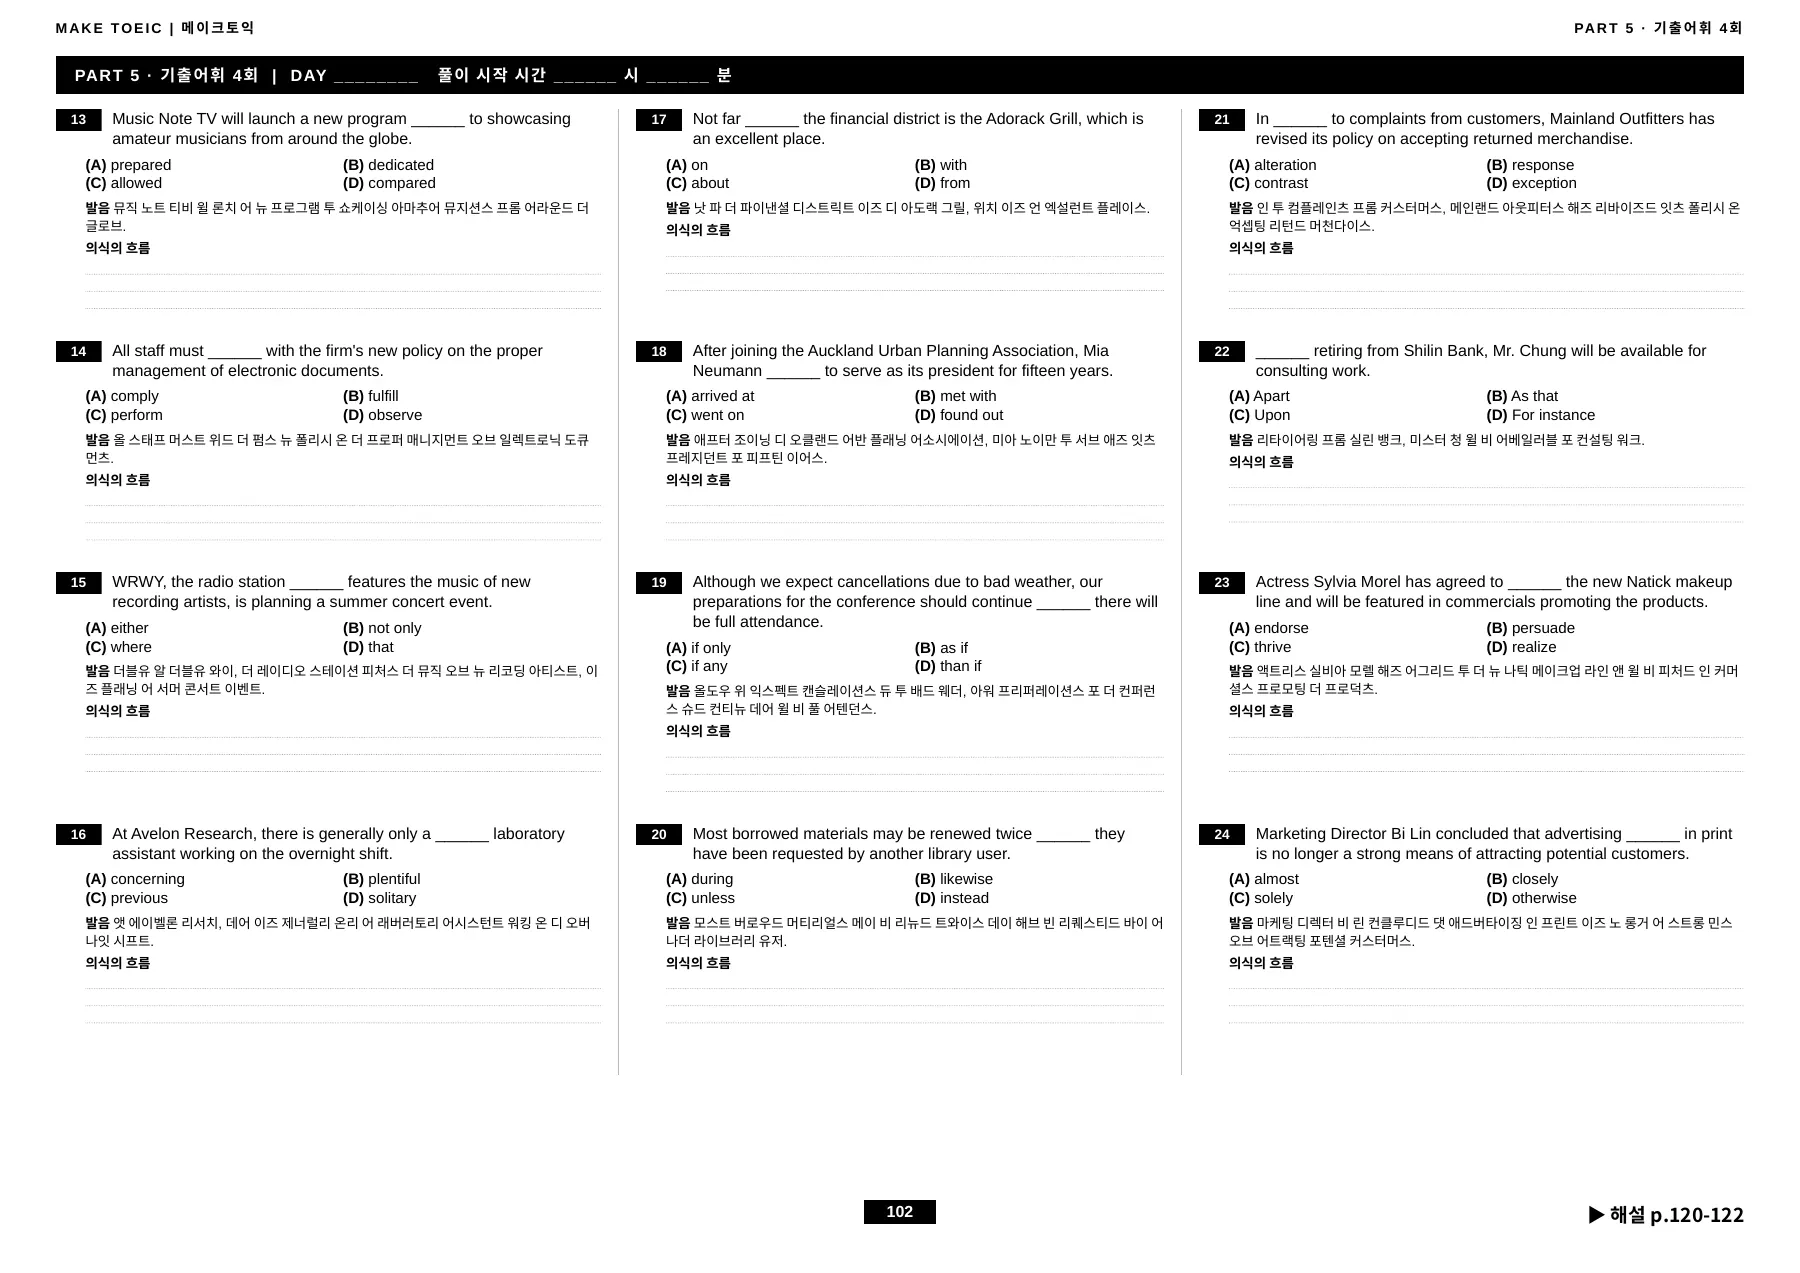 MAKE TOEIC | 메이크토익
PART 5 · 기출어휘 4회
PART 5 · 기출어휘 4회 | DAY ________ 풀이 시작 시간 ______ 시 ______ 분
13 Music Note TV will launch a new program ______ to showcasing
amateur musicians from around the globe.
(A) prepared (B) dedicated
(C) allowed (D) compared
발음 뮤직 노트 티비 윌 론치 어 뉴 프로그램 투 쇼케이싱 아마추어 뮤지션스 프롬 어라운드 더
글로브.
의식의 흐름
14 All staff must ______ with the firm's new policy on the proper
management of electronic documents.
(A) comply (B) fulfill
(C) perform (D) observe
발음 올 스태프 머스트 위드 더 펌스 뉴 폴리시 온 더 프로퍼 매니지먼트 오브 일렉트로닉 도큐
먼츠.
의식의 흐름
15 WRWY, the radio station ______ features the music of new
recording artists, is planning a summer concert event.
(A) either (B) not only
(C) where (D) that
발음 더블유 알 더블유 와이, 더 레이디오 스테이션 피처스 더 뮤직 오브 뉴 리코딩 아티스트, 이
즈 플래닝 어 서머 콘서트 이벤트.
의식의 흐름
16 At Avelon Research, there is generally only a ______ laboratory
assistant working on the overnight shift.
(A) concerning (B) plentiful
(C) previous (D) solitary
발음 앳 에이벨론 리서치, 데어 이즈 제너럴리 온리 어 래버러토리 어시스턴트 워킹 온 디 오버
나잇 시프트.
의식의 흐름
17 Not far ______ the financial district is the Adorack Grill, which is
an excellent place.
(A) on (B) with
(C) about (D) from
발음 낫 파 더 파이낸셜 디스트릭트 이즈 디 아도랙 그릴, 위치 이즈 언 엑설런트 플레이스.
의식의 흐름
18 After joining the Auckland Urban Planning Association, Mia
Neumann ______ to serve as its president for fifteen years.
(A) arrived at (B) met with
(C) went on (D) found out
발음 애프터 조이닝 디 오클랜드 어반 플래닝 어소시에이션, 미아 노이만 투 서브 애즈 잇츠
프레지던트 포 피프틴 이어스.
의식의 흐름
19 Although we expect cancellations due to bad weather, our
preparations for the conference should continue ______ there will
be full attendance.
(A) if only (B) as if
(C) if any (D) than if
발음 올도우 위 익스펙트 캔슬레이션스 듀 투 배드 웨더, 아워 프리퍼레이션스 포 더 컨퍼런
스 슈드 컨티뉴 데어 윌 비 풀 어텐던스.
의식의 흐름
20 Most borrowed materials may be renewed twice ______ they
have been requested by another library user.
(A) during (B) likewise
(C) unless (D) instead
발음 모스트 버로우드 머티리얼스 메이 비 리뉴드 트와이스 데이 해브 빈 리퀘스티드 바이 어
나더 라이브러리 유저.
의식의 흐름
21 In ______ to complaints from customers, Mainland Outfitters has
revised its policy on accepting returned merchandise.
(A) alteration (B) response
(C) contrast (D) exception
발음 인 투 컴플레인츠 프롬 커스터머스, 메인랜드 아웃피터스 해즈 리바이즈드 잇츠 폴리시 온
억셉팅 리턴드 머천다이스.
의식의 흐름
22 ______ retiring from Shilin Bank, Mr. Chung will be available for
consulting work.
(A) Apart (B) As that
(C) Upon (D) For instance
발음 리타이어링 프롬 실린 뱅크, 미스터 청 윌 비 어베일러블 포 컨설팅 워크.
의식의 흐름
23 Actress Sylvia Morel has agreed to ______ the new Natick makeup
line and will be featured in commercials promoting the products.
(A) endorse (B) persuade
(C) thrive (D) realize
발음 액트리스 실비아 모렐 해즈 어그리드 투 더 뉴 나틱 메이크업 라인 앤 윌 비 피처드 인 커머
셜스 프로모팅 더 프로덕츠.
의식의 흐름
24 Marketing Director Bi Lin concluded that advertising ______ in print
is no longer a strong means of attracting potential customers.
(A) almost (B) closely
(C) solely (D) otherwise
발음 마케팅 디렉터 비 린 컨클루디드 댓 애드버타이징 인 프린트 이즈 노 롱거 어 스트롱 민스
오브 어트랙팅 포텐셜 커스터머스.
의식의 흐름
102
▶ 해설 p.120-122